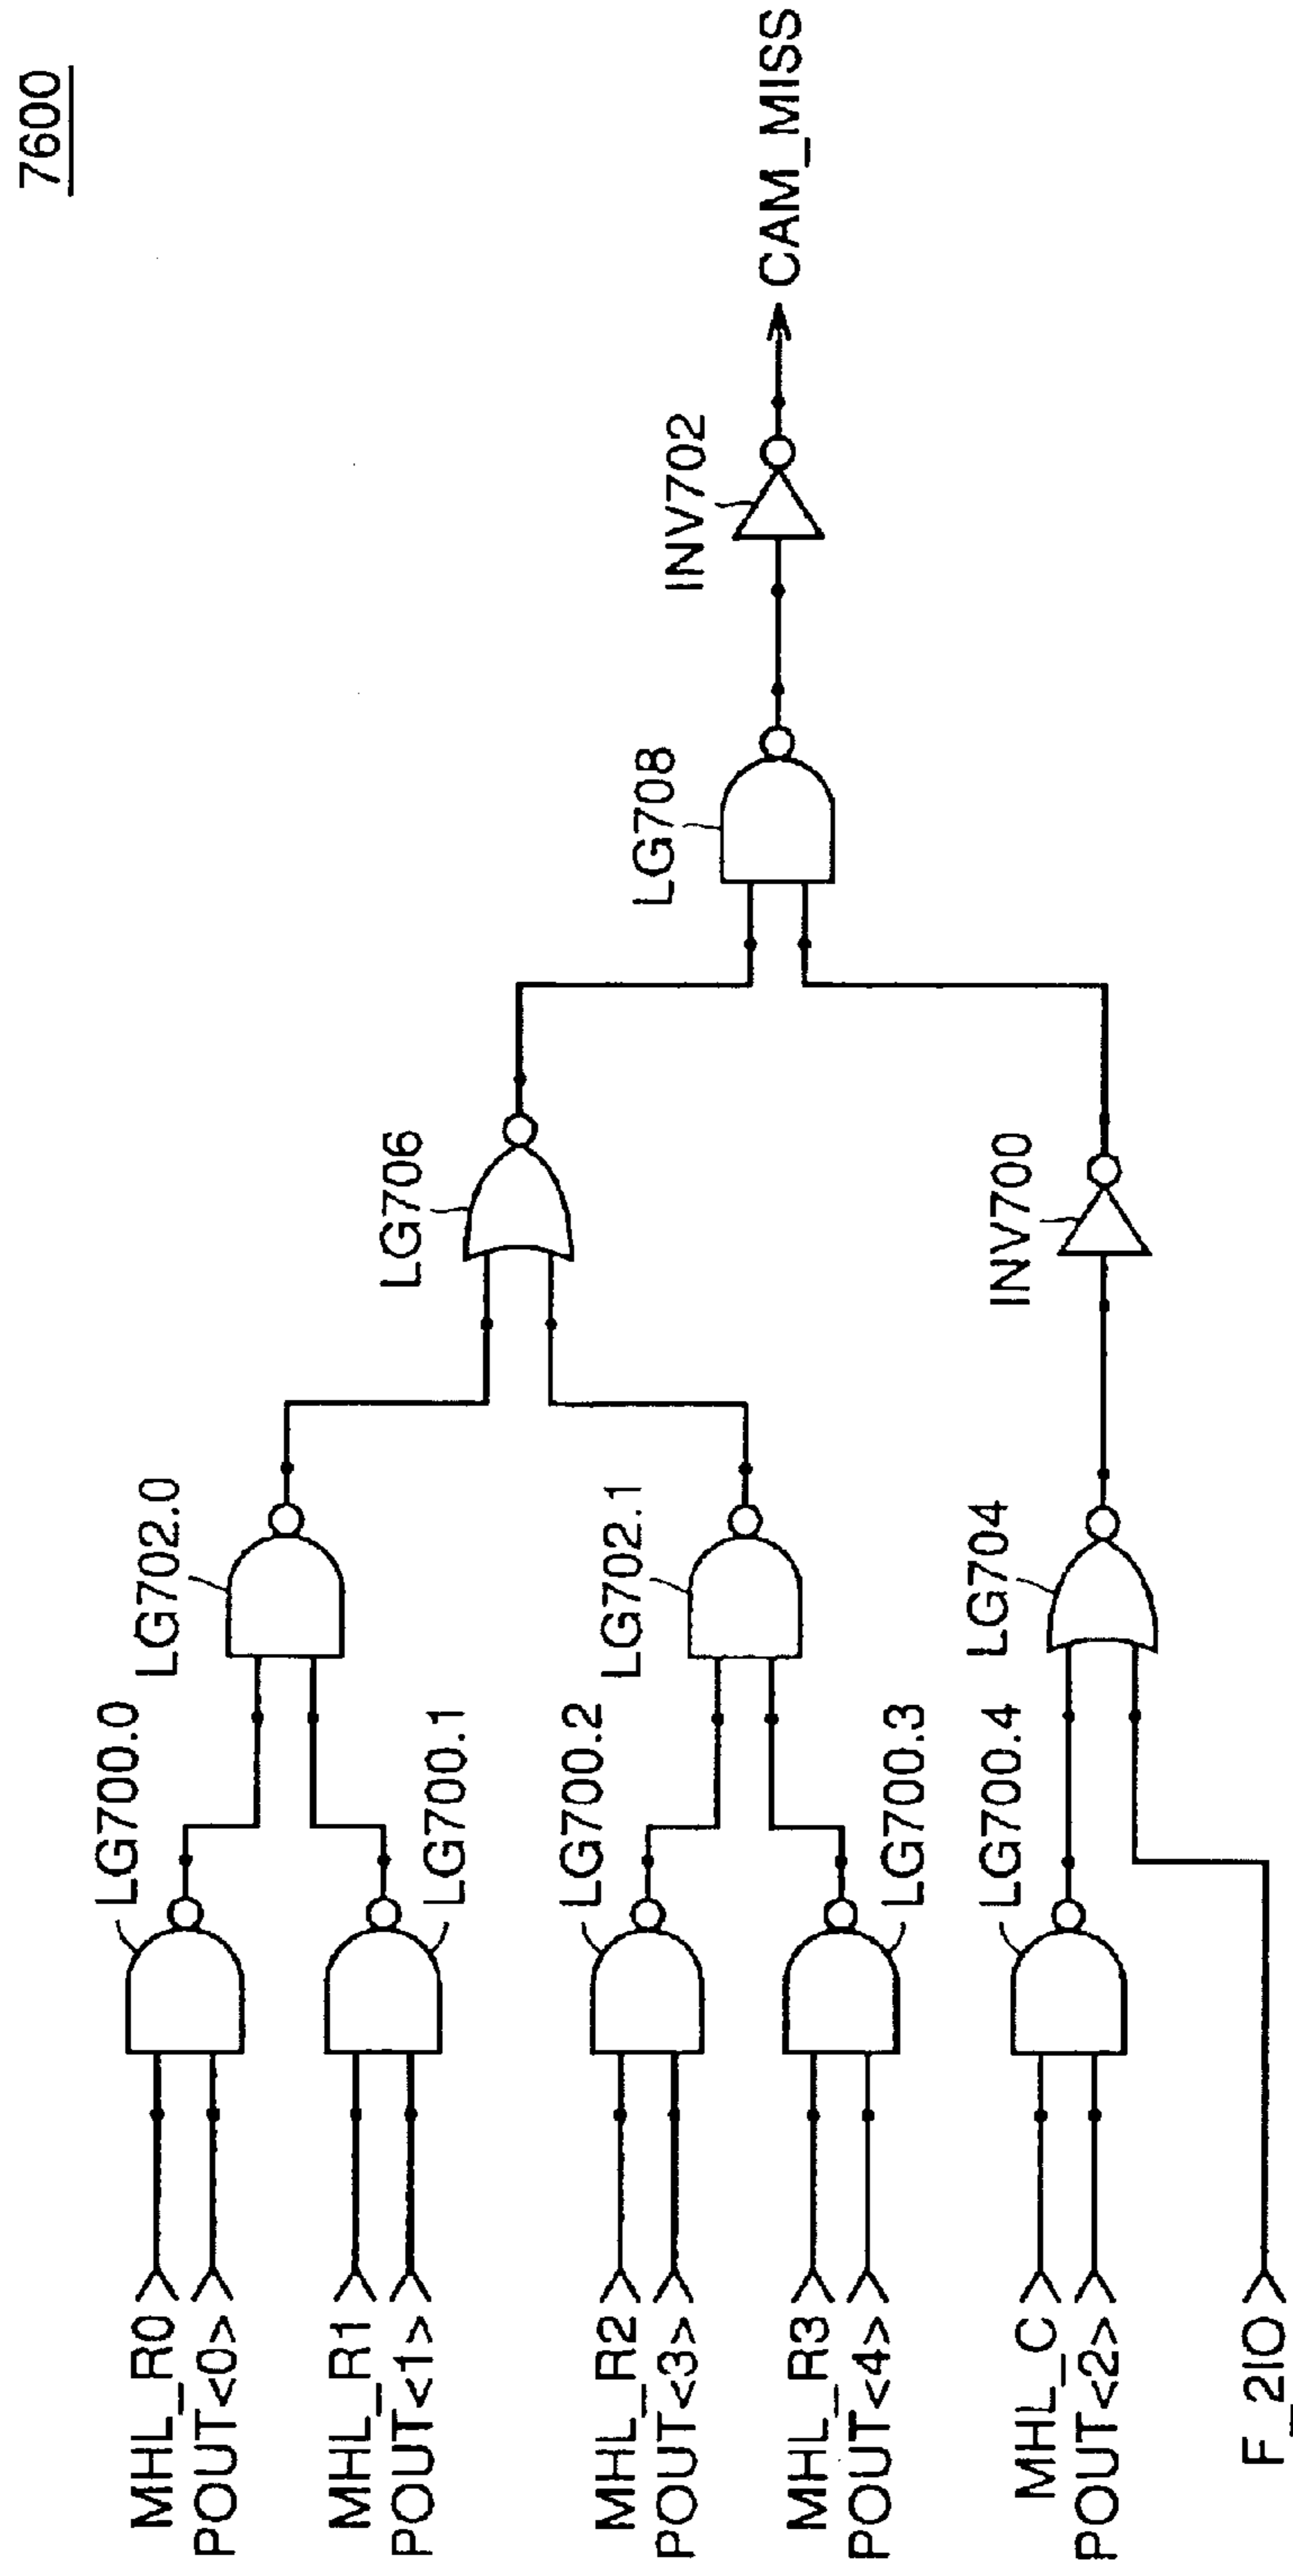 7600
MHL_R0
POUT<0>
MHL_R1
POUT<1>
MHL_R2
POUT<3>
MHL_R3
POUT<4>
MHL_C
POUT<2>
F_2IO
LG700.0
LG700.1
LG700.2
LG700.3
LG700.4
LG702.0
LG702.1
LG704
LG706
INV700
LG708
INV702
CAM_MISS